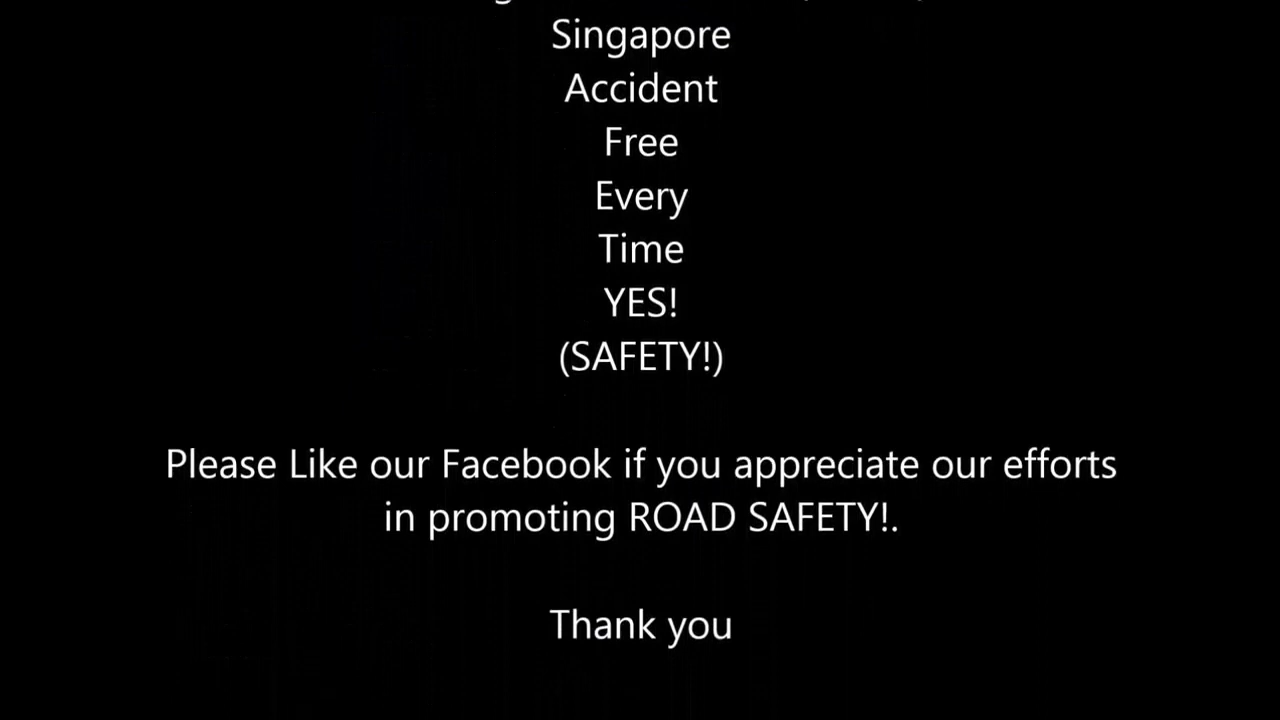 Singapore
Accident
Free
Every
Time
YES!
(SAFETY!)
Please Like our Facebook if you appreciate our efforts
in promoting ROAD SAFETY!.
Thank you